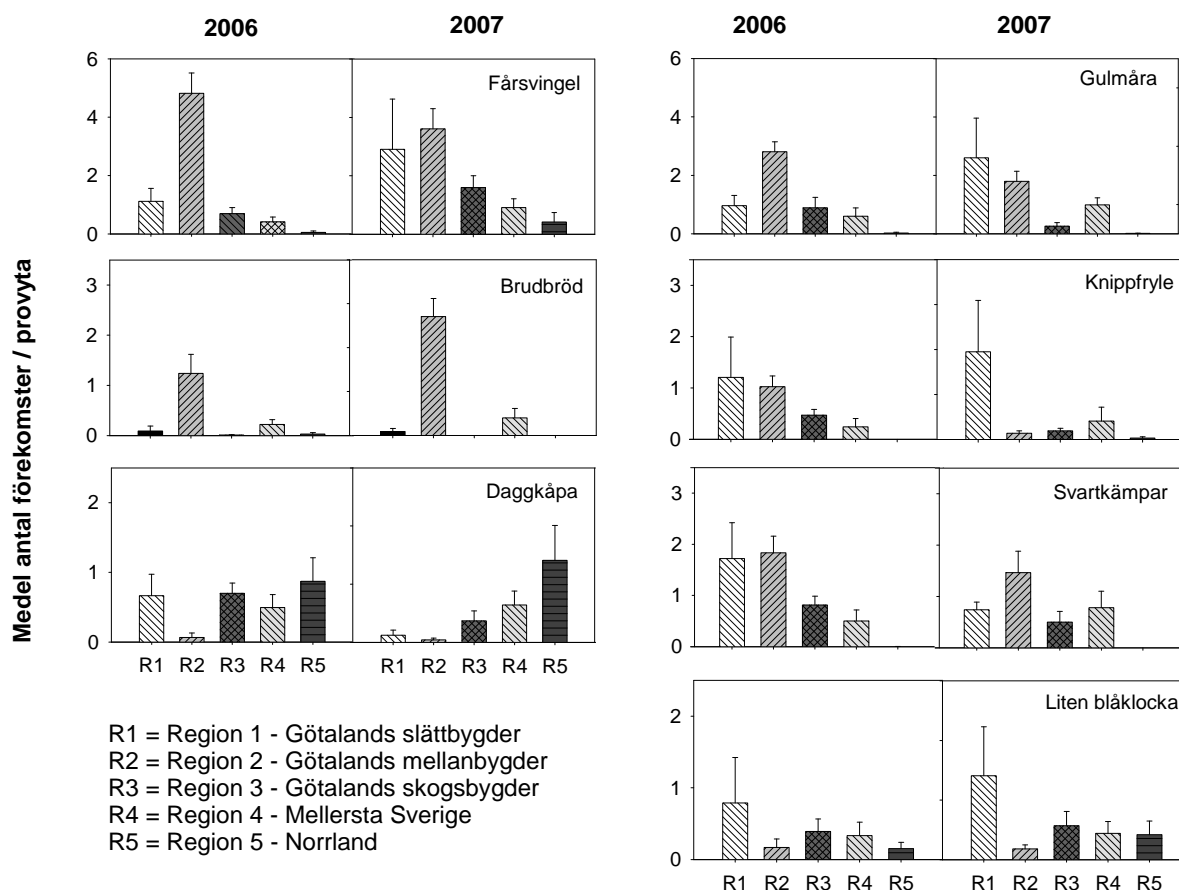 2006 2007 2006 2007
6 Fårsvingel 6 Gulmåra
4 4
2 2
0 0
3 Brudbröd 3 Knippfryle
2 2
1 1
0 0
2 Daggkåpa 3 Svartkämpar
1 2
0 1
R1 R2 R3 R4 R5 R1 R2 R3 R4 R5 0
Medel antal förekomster / provyta
2 Liten blåklocka
1
0
R1 R2 R3 R4 R5 R1 R2 R3 R4 R5
R1 = Region 1 - Götalands slättbygder
R2 = Region 2 - Götalands mellanbygder
R3 = Region 3 - Götalands skogsbygder
R4 = Region 4 - Mellersta Sverige
R5 = Region 5 - Norrland